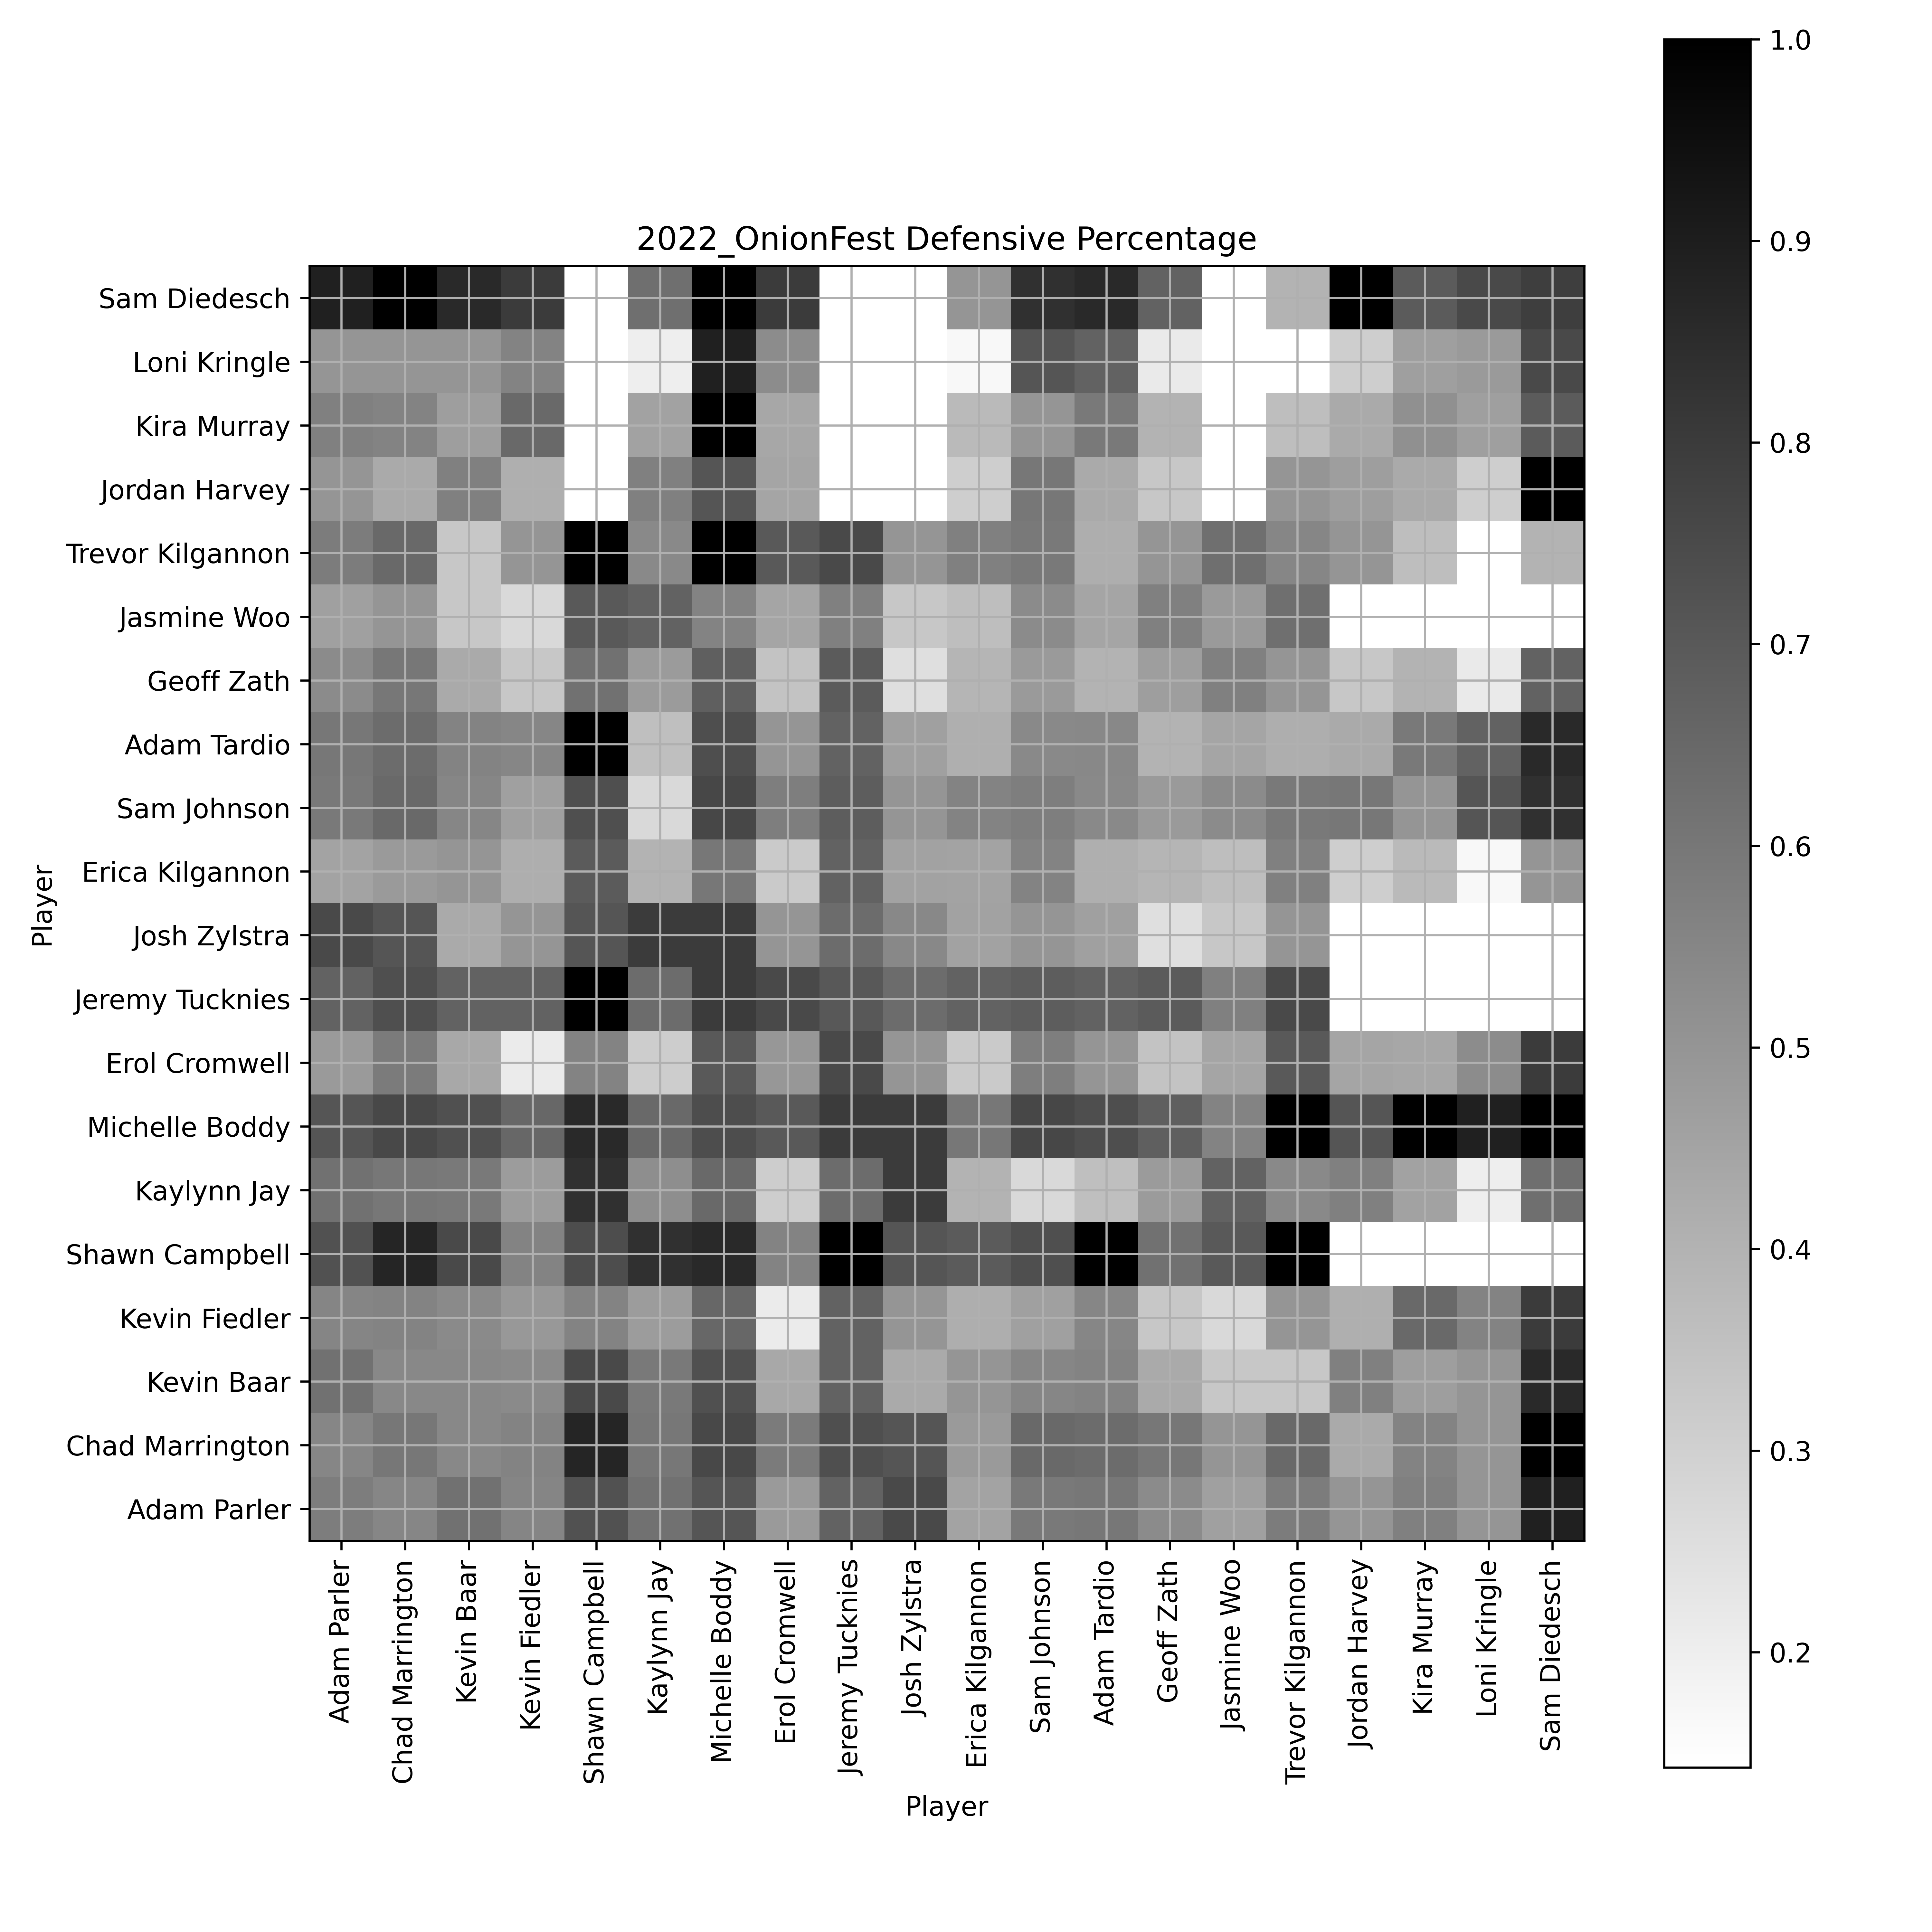 2022_OnionFest Defensive Percentage
Player
Sam Diedesch
Loni Kringle
Kira Murray
Jordan Harvey
Trevor Kilgannon
Jasmine Woo
Geoff Zath
Adam Tardio
Sam Johnson
Erica Kilgannon
Josh Zylstra
Jeremy Tucknies
Erol Cromwell
Michelle Boddy
Kaylynn Jay
Shawn Campbell
Kevin Fiedler
Kevin Baar
Chad Marrington
Adam Parler
Adam Parler
Chad Marrington
Kevin Baar
Kevin Fiedler
Shawn Campbell
Kaylynn Jay
Michelle Boddy
Erol Cromwell
Jeremy Tucknies
Josh Zylstra
Erica Kilgannon
Sam Johnson
Adam Tardio
Geoff Zath
Jasmine Woo
Trevor Kilgannon
Jordan Harvey
Kira Murray
Loni Kringle
Sam Diedesch
Player
1.0
0.9
0.8
0.7
0.6
0.5
0.4
0.3
0.2